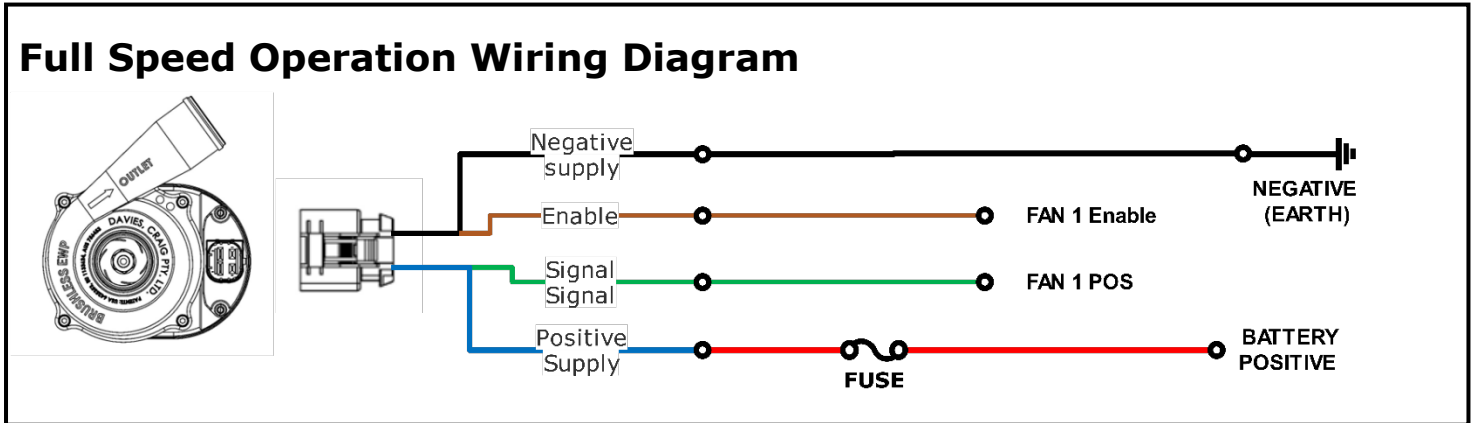 Full Speed Operation Wiring Diagram
OUTLET
DAVIES, CRAIG PTY. LTD.
BRUSHLESS EWP
Negative
supply
NEGATIVE
(EARTH)
Enable
FAN 1 Enable
Signal
Signal
FAN 1 POS
Positive
Supply
FUSE
BATTERY
POSITIVE